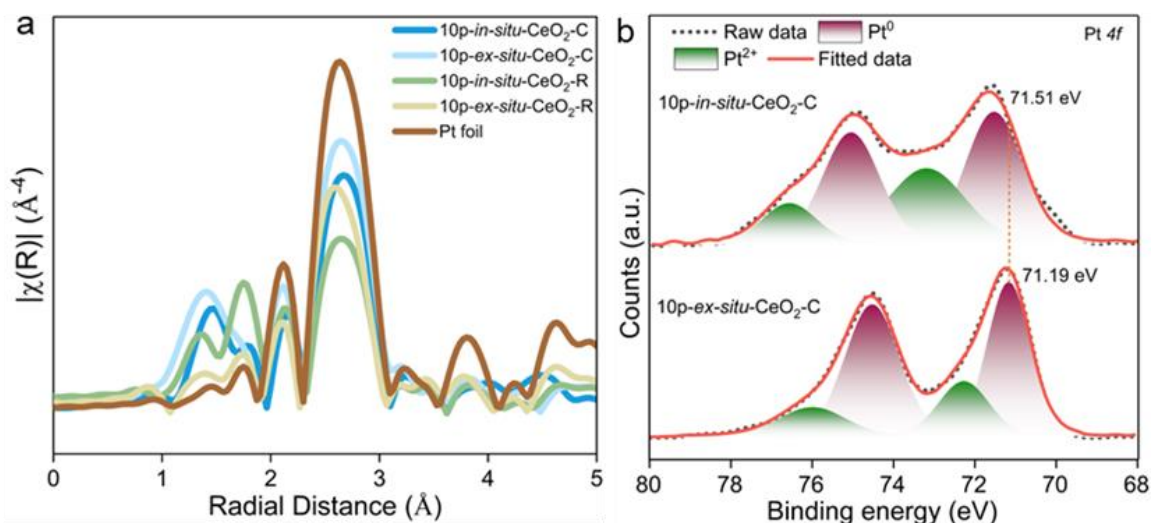 a
10p-in-situ-CeO₂-C
10p-ex-situ-CeO₂-C
10p-in-situ-CeO₂-R
10p-ex-situ-CeO₂-R
Pt foil
|χ(R)| (Å⁻⁴)
0 1 2 3 4 5
Radial Distance (Å)
b
Raw data Pt⁰
Pt²⁺ Fitted data
Pt 4f
10p-in-situ-CeO₂-C
71.51 eV
71.19 eV
10p-ex-situ-CeO₂-C
Counts (a.u.)
80 78 76 74 72 70 68
Binding energy (eV)